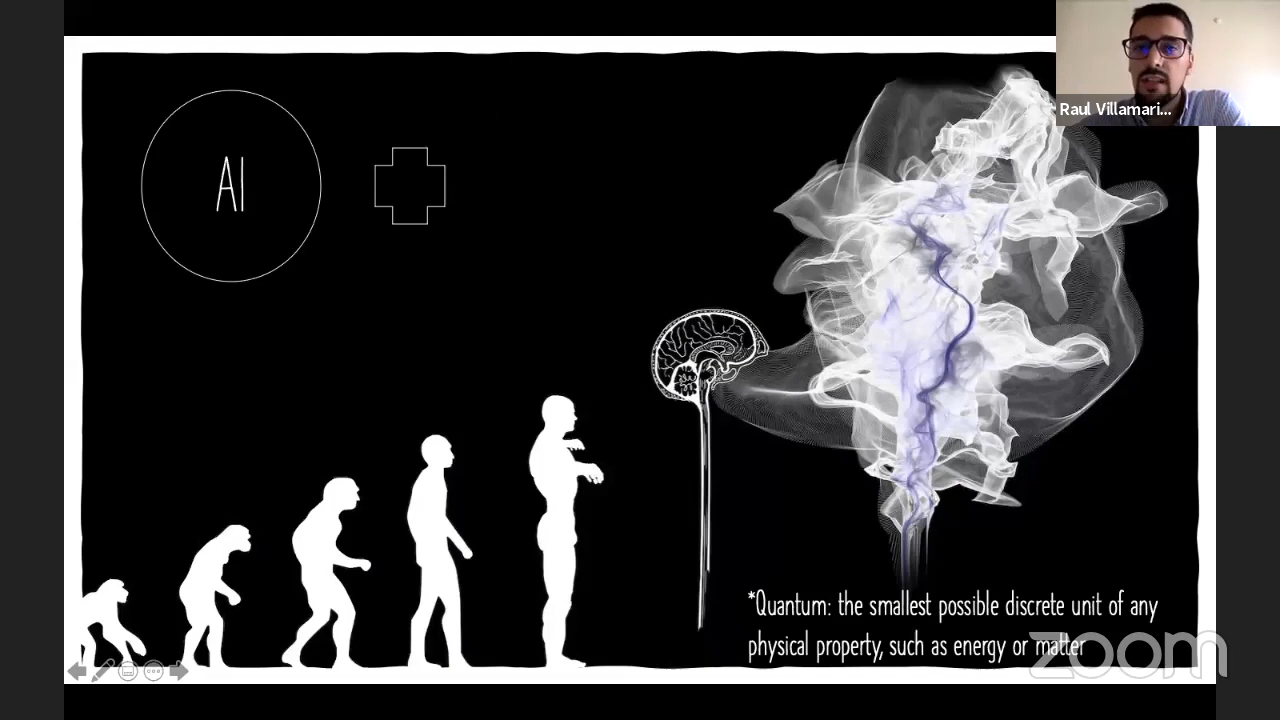 Raul Villamari...
AI
*Quantum: the smallest possible discrete unit of any
physical property, such as energy or matter
zoom